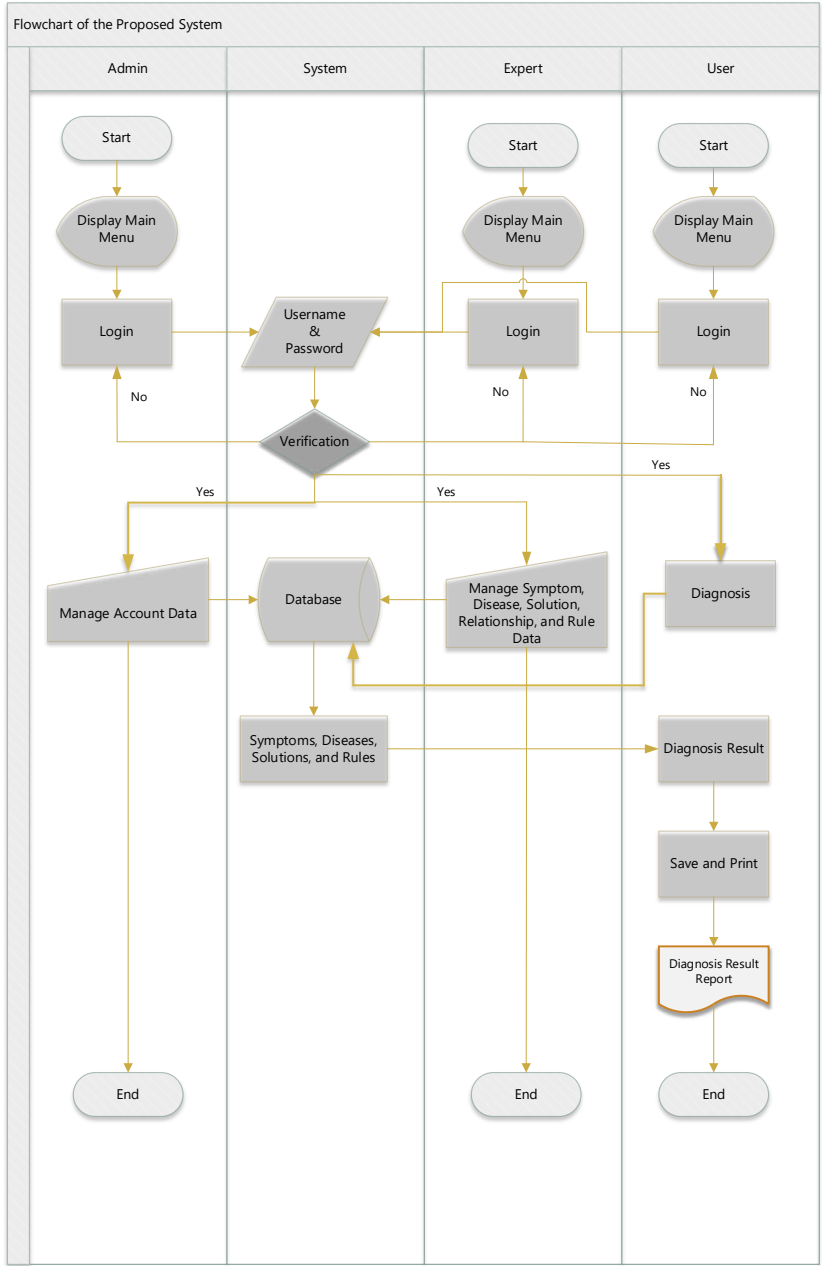 Flowchart of the Proposed System
Admin
System
Expert
User
Start
Start
Start
Display Main
Menu
Display Main
Menu
Display Main
Menu
Login
Username
&
Password
Login
Login
No
No
No
Verification
Yes
Yes
Yes
Manage Account Data
Database
Manage Symptom,
Disease, Solution,
Relationship, and Rule
Data
Diagnosis
Symptoms, Diseases,
Solutions, and Rules
Diagnosis Result
Save and Print
Diagnosis Result
Report
End
End
End